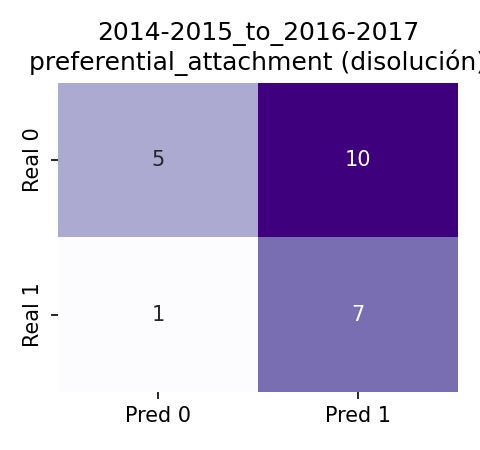 2014-2015_to_2016-2017
preferential_attachment (disolución)
Real 0
5
10
Real 1
1
7
Pred 0
Pred 1